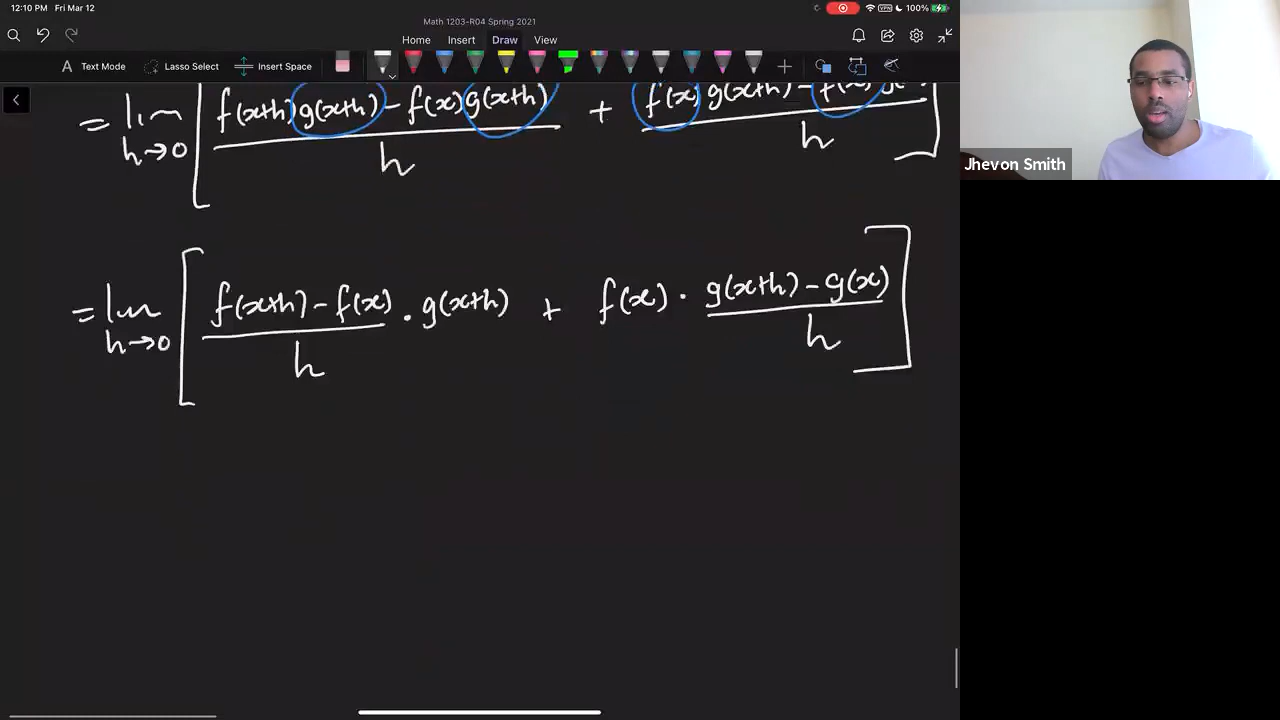 12:10 PM Fri Mar 12
VPN 100%
Math 1203-R04 Spring 2021
Home Insert Draw View
Text Mode Lasso Select Insert Space
= lim h→0 [ f(x+h)g(x+h) - f(x)g(x+h) / h + f(x)g(x+h) - f(x) / h ]
= lim h→0 [ f(x+h) - f(x) / h · g(x+h) + f(x) · g(x+h) - g(x) / h ]
Jhevon Smith